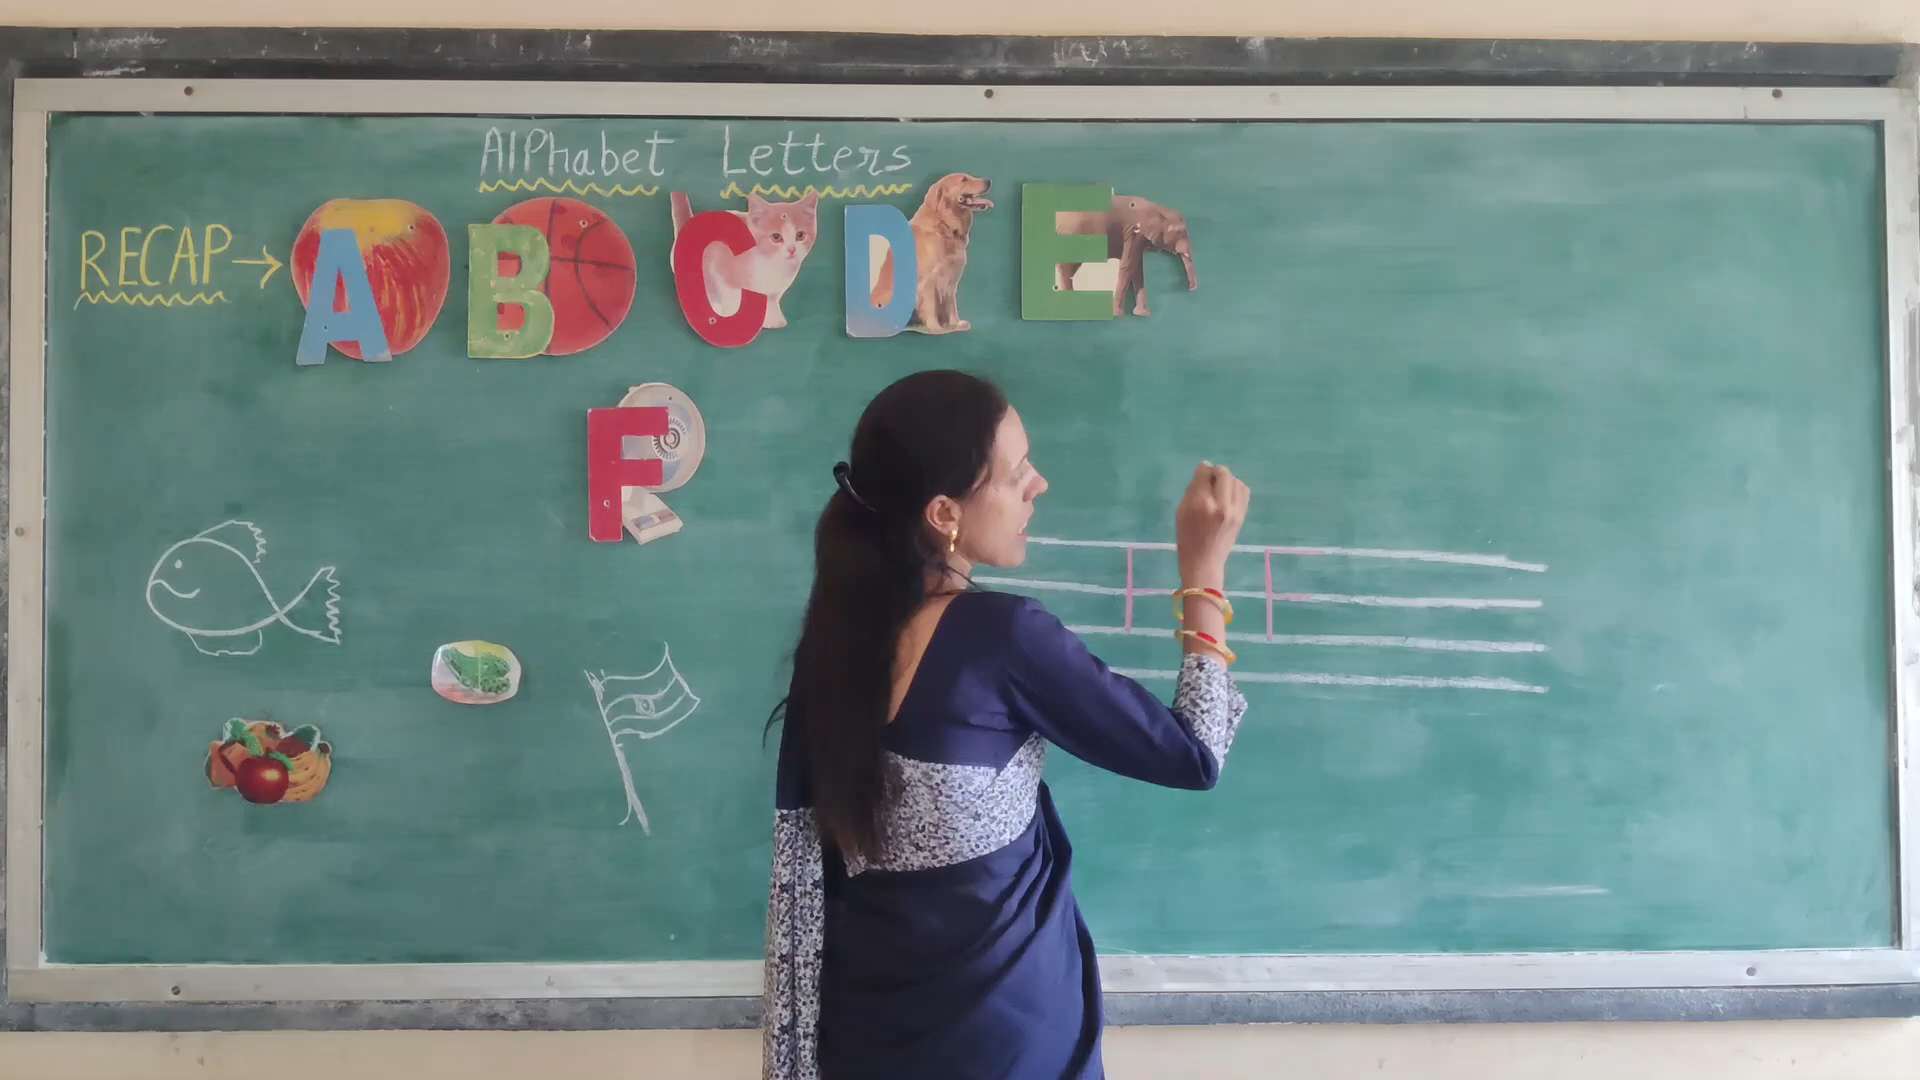 AlPhabet Letters
RECAP→ A B C D E
F
F F